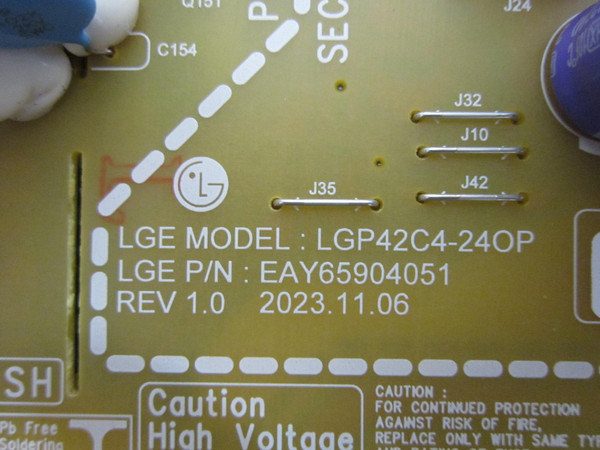 Q151
J24
P
SEC
C154
J32
J10
J35
J42
LG
LGE MODEL : LGP42C4-24OP
LGE P/N : EAY65904051
REV 1.0 2023.11.06
SH
Caution
High Voltage
Pb Free
Soldering
CAUTION :
FOR CONTINUED PROTECTION
AGAINST RISK OF FIRE,
REPLACE ONLY WITH SAME TY